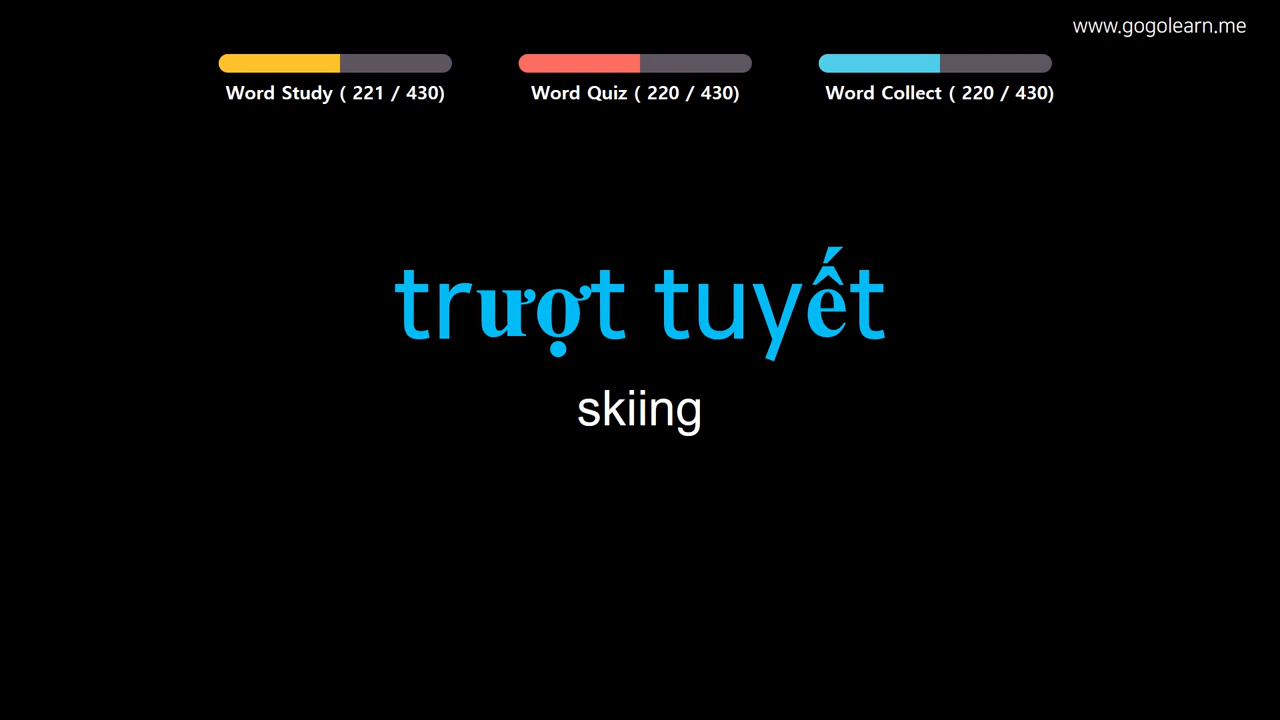 www.gogolearn.me
Word Study ( 221 / 430)
Word Quiz ( 220 / 430)
Word Collect ( 220 / 430)
trượt tuyết
skiing